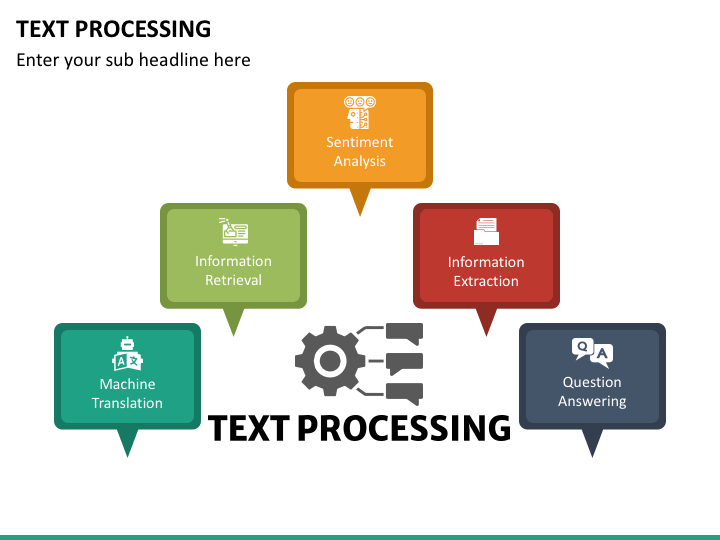 TEXT PROCESSING
Enter your sub headline here
Sentiment
Analysis
Information
Retrieval
Information
Extraction
A 文
Machine
Translation
Q A
Question
Answering
TEXT PROCESSING